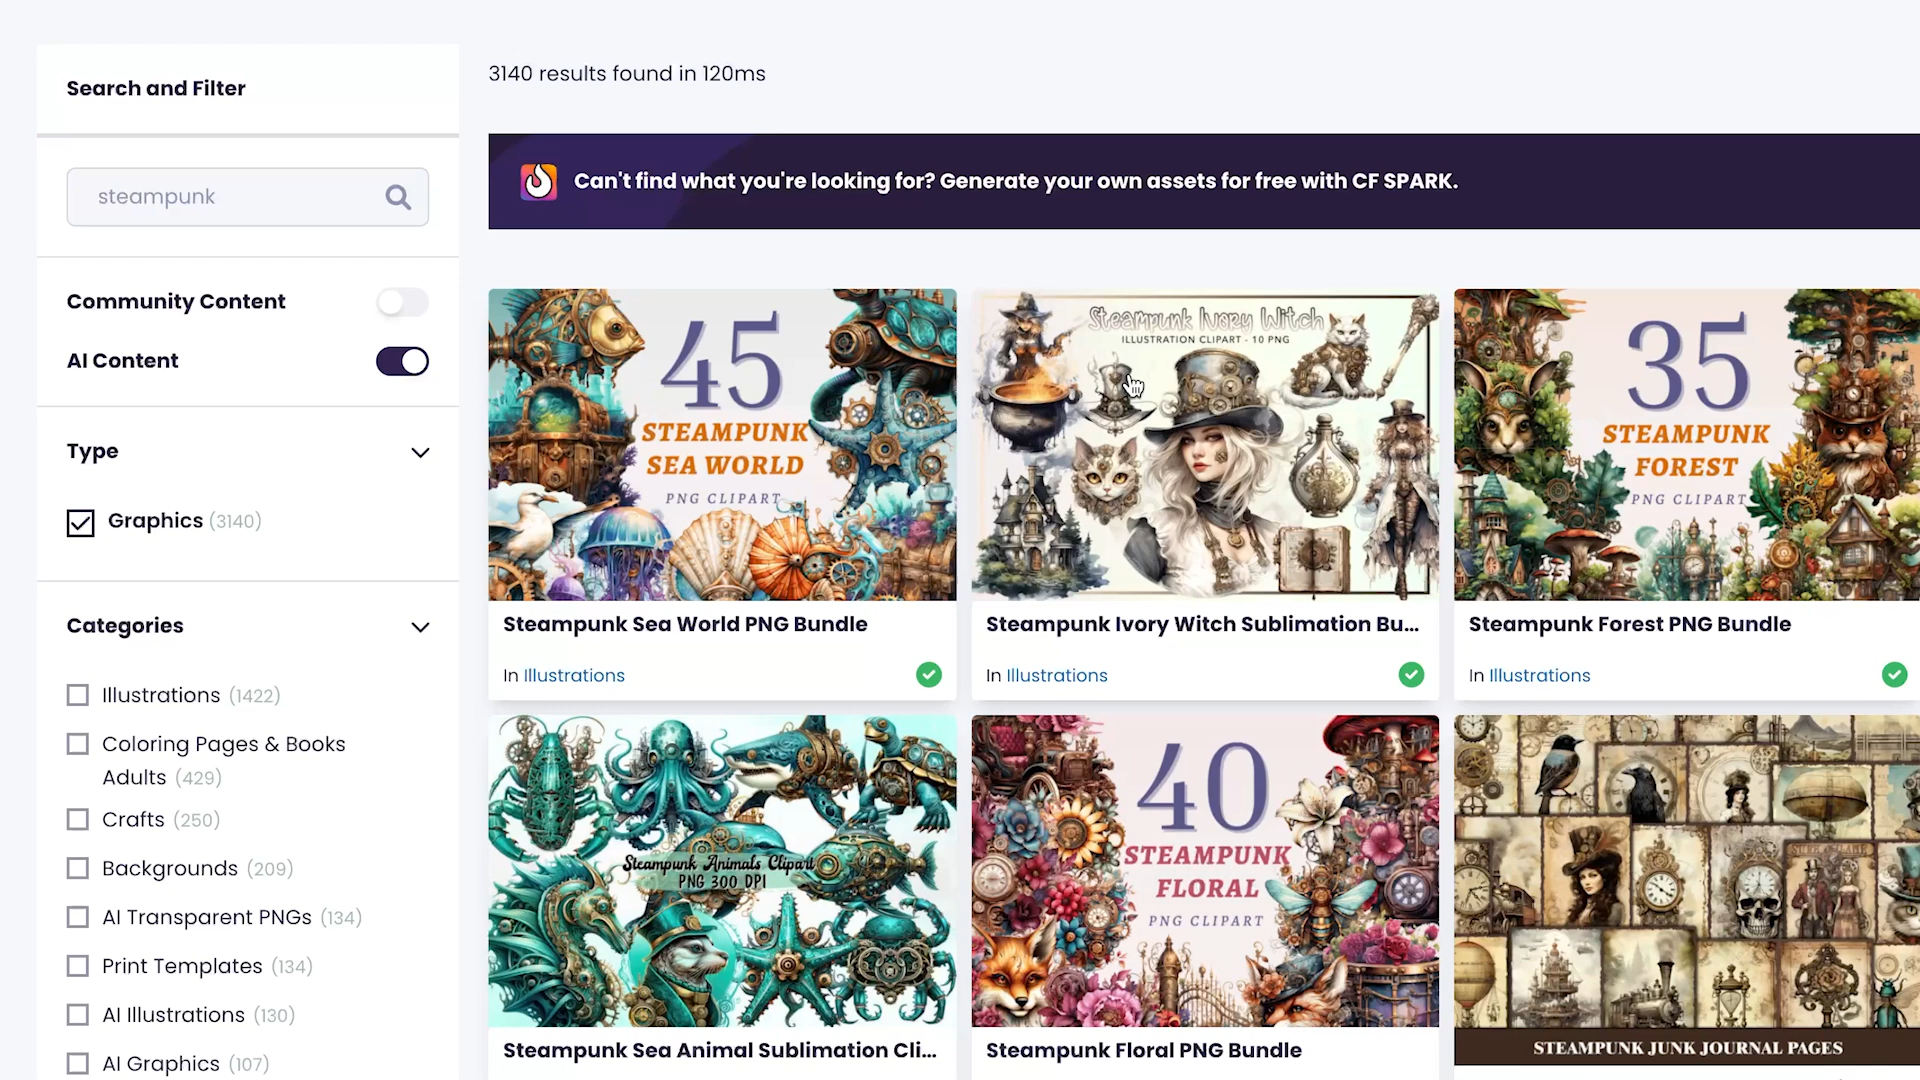 Search and Filter
steampunk
Community Content
AI Content
Type
Graphics (3140)
Categories
Illustrations (1422)
Coloring Pages & Books
Adults (429)
Crafts (250)
Backgrounds (209)
AI Transparent PNGs (134)
Print Templates (134)
AI Illustrations (130)
AI Graphics (107)
3140 results found in 120ms
Can't find what you're looking for? Generate your own assets for free with CF SPARK.
45
STEAMPUNK
SEA WORLD
PNG CLIPART
Steampunk Sea World PNG Bundle
In Illustrations
Steampunk Ivory Witch
ILLUSTRATION CLIPART - 10 PNG
Steampunk Ivory Witch Sublimation Bu...
In Illustrations
35
STEAMPUNK
FOREST
PNG CLIPART
Steampunk Forest PNG Bundle
In Illustrations
Steampunk Animals Clipart
PNG 300 DPI
Steampunk Sea Animal Sublimation Cli...
40
STEAMPUNK
FLORAL
PNG CLIPART
Steampunk Floral PNG Bundle
STEAMPUNK JUNK JOURNAL PAGES